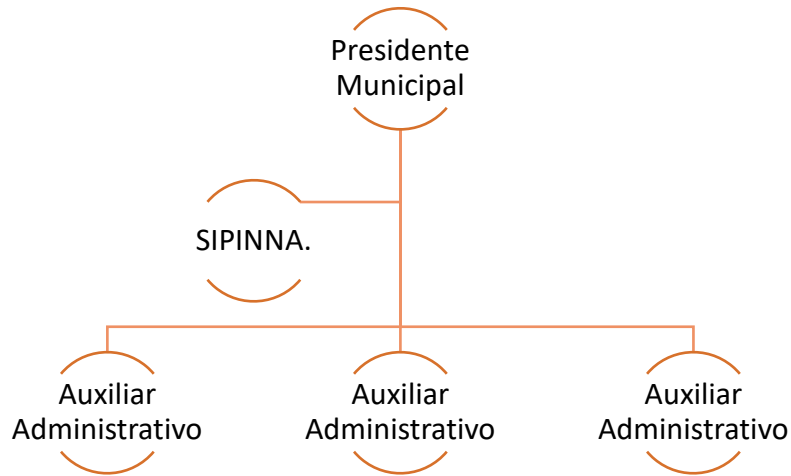 Presidente
Municipal
SIPINNA.
Auxiliar
Administrativo
Auxiliar
Administrativo
Auxiliar
Administrativo